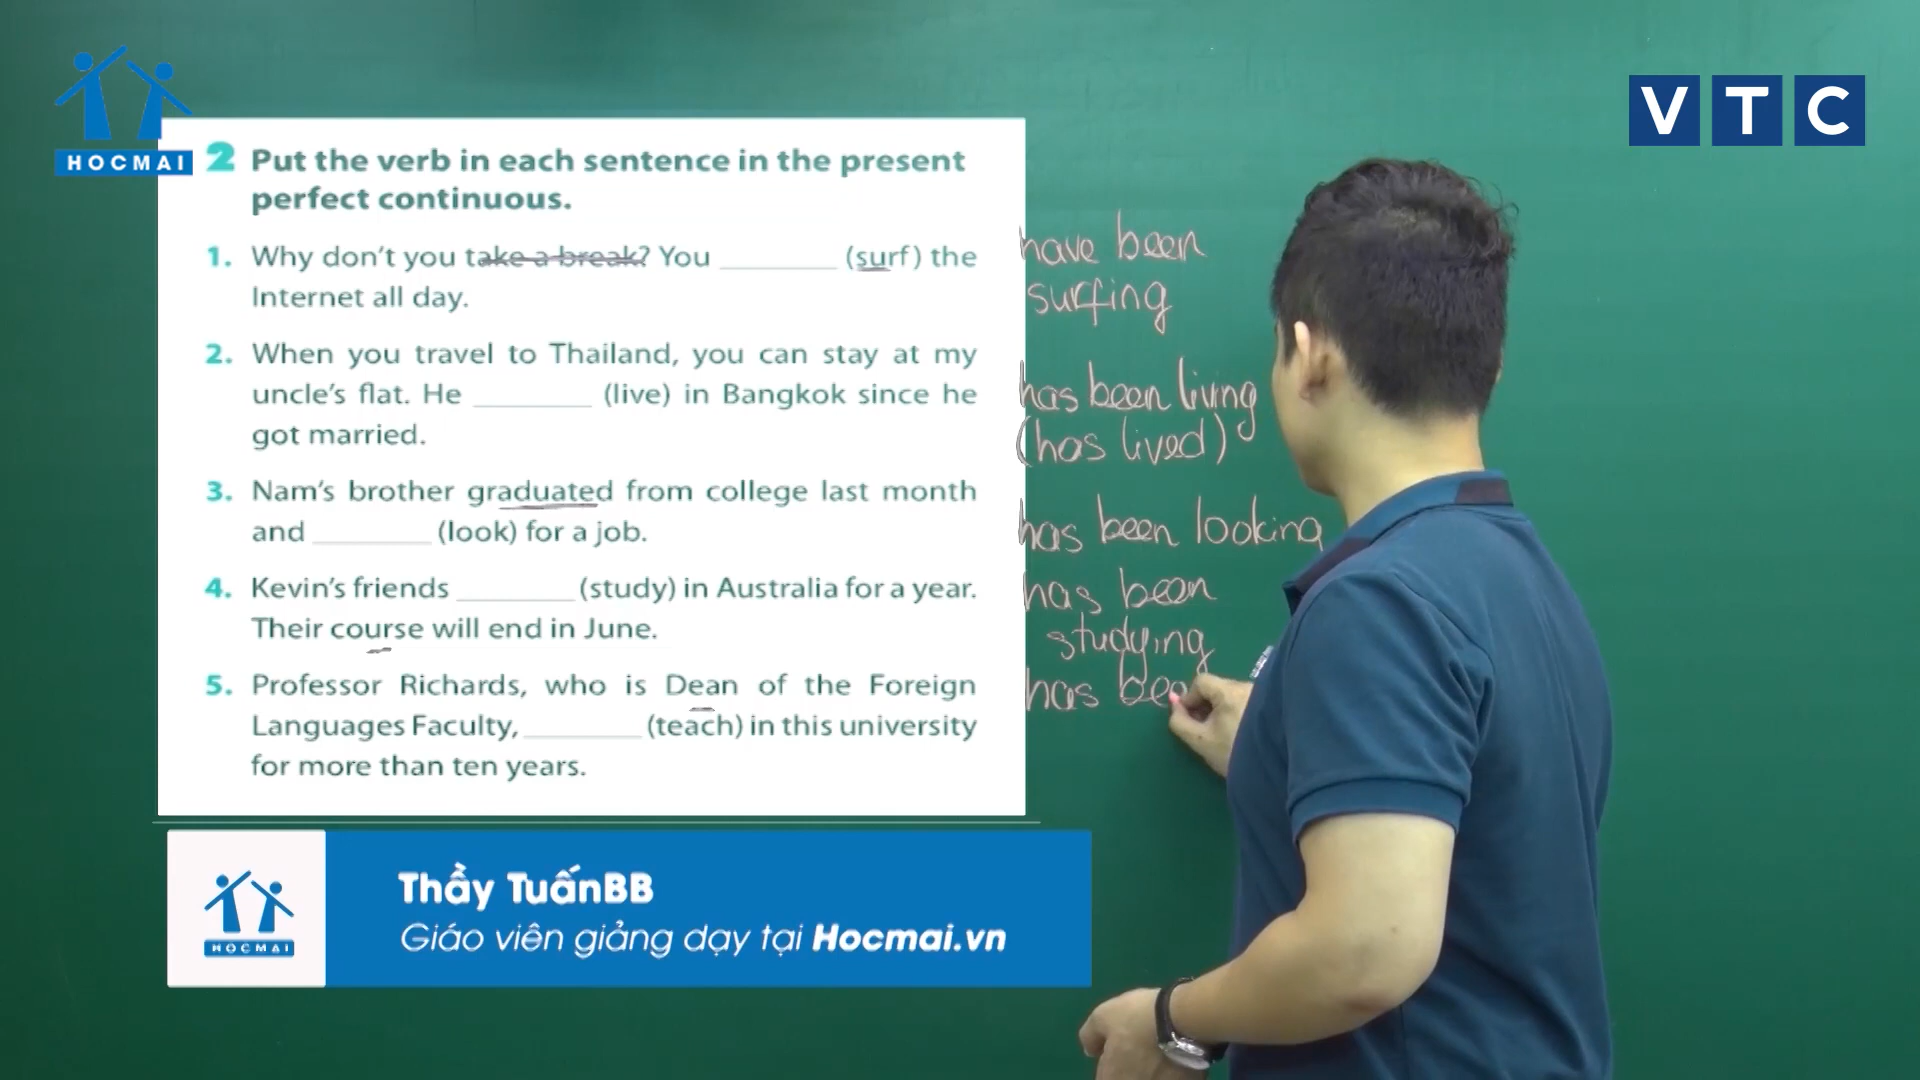 HOCMAI
VTC
2 Put the verb in each sentence in the present
perfect continuous.
1. Why don't you take a break? You ________ (surf) the
Internet all day.
2. When you travel to Thailand, you can stay at my
uncle's flat. He ________ (live) in Bangkok since he
got married.
3. Nam's brother graduated from college last month
and ________ (look) for a job.
4. Kevin's friends ________ (study) in Australia for a year.
Their course will end in June.
5. Professor Richards, who is Dean of the Foreign
Languages Faculty, ________ (teach) in this university
for more than ten years.
have been
surfing
has been living
(has lived)
has been looking
has been
studying
has bee
HOCMAI
Thầy TuấnBB
Giáo viên giảng dạy tại Hocmai.vn